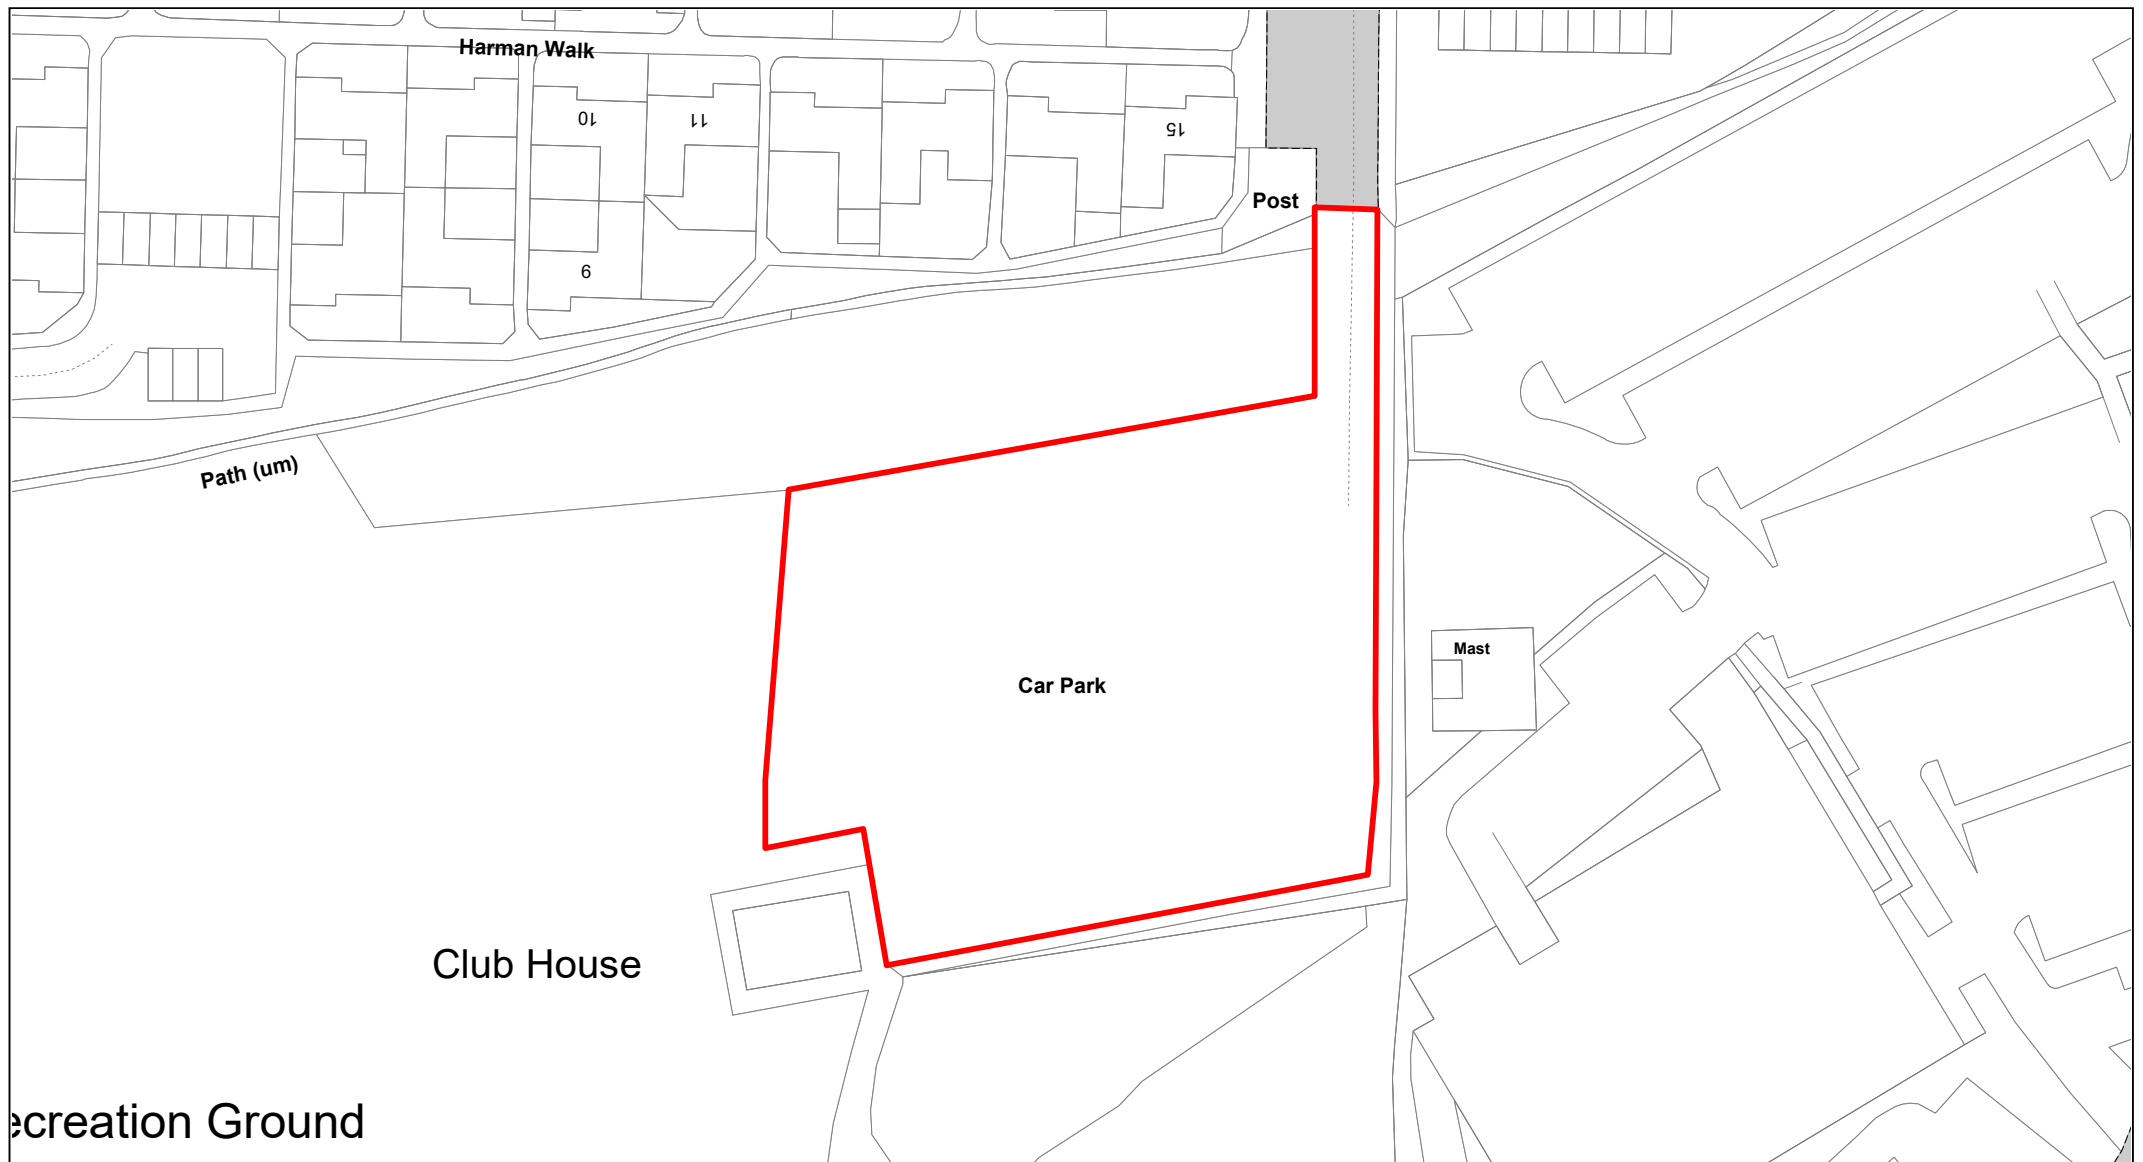 Harman Walk
10
11
15
Post
6
Path (um)
Mast
Car Park
Club House
ecreation Ground